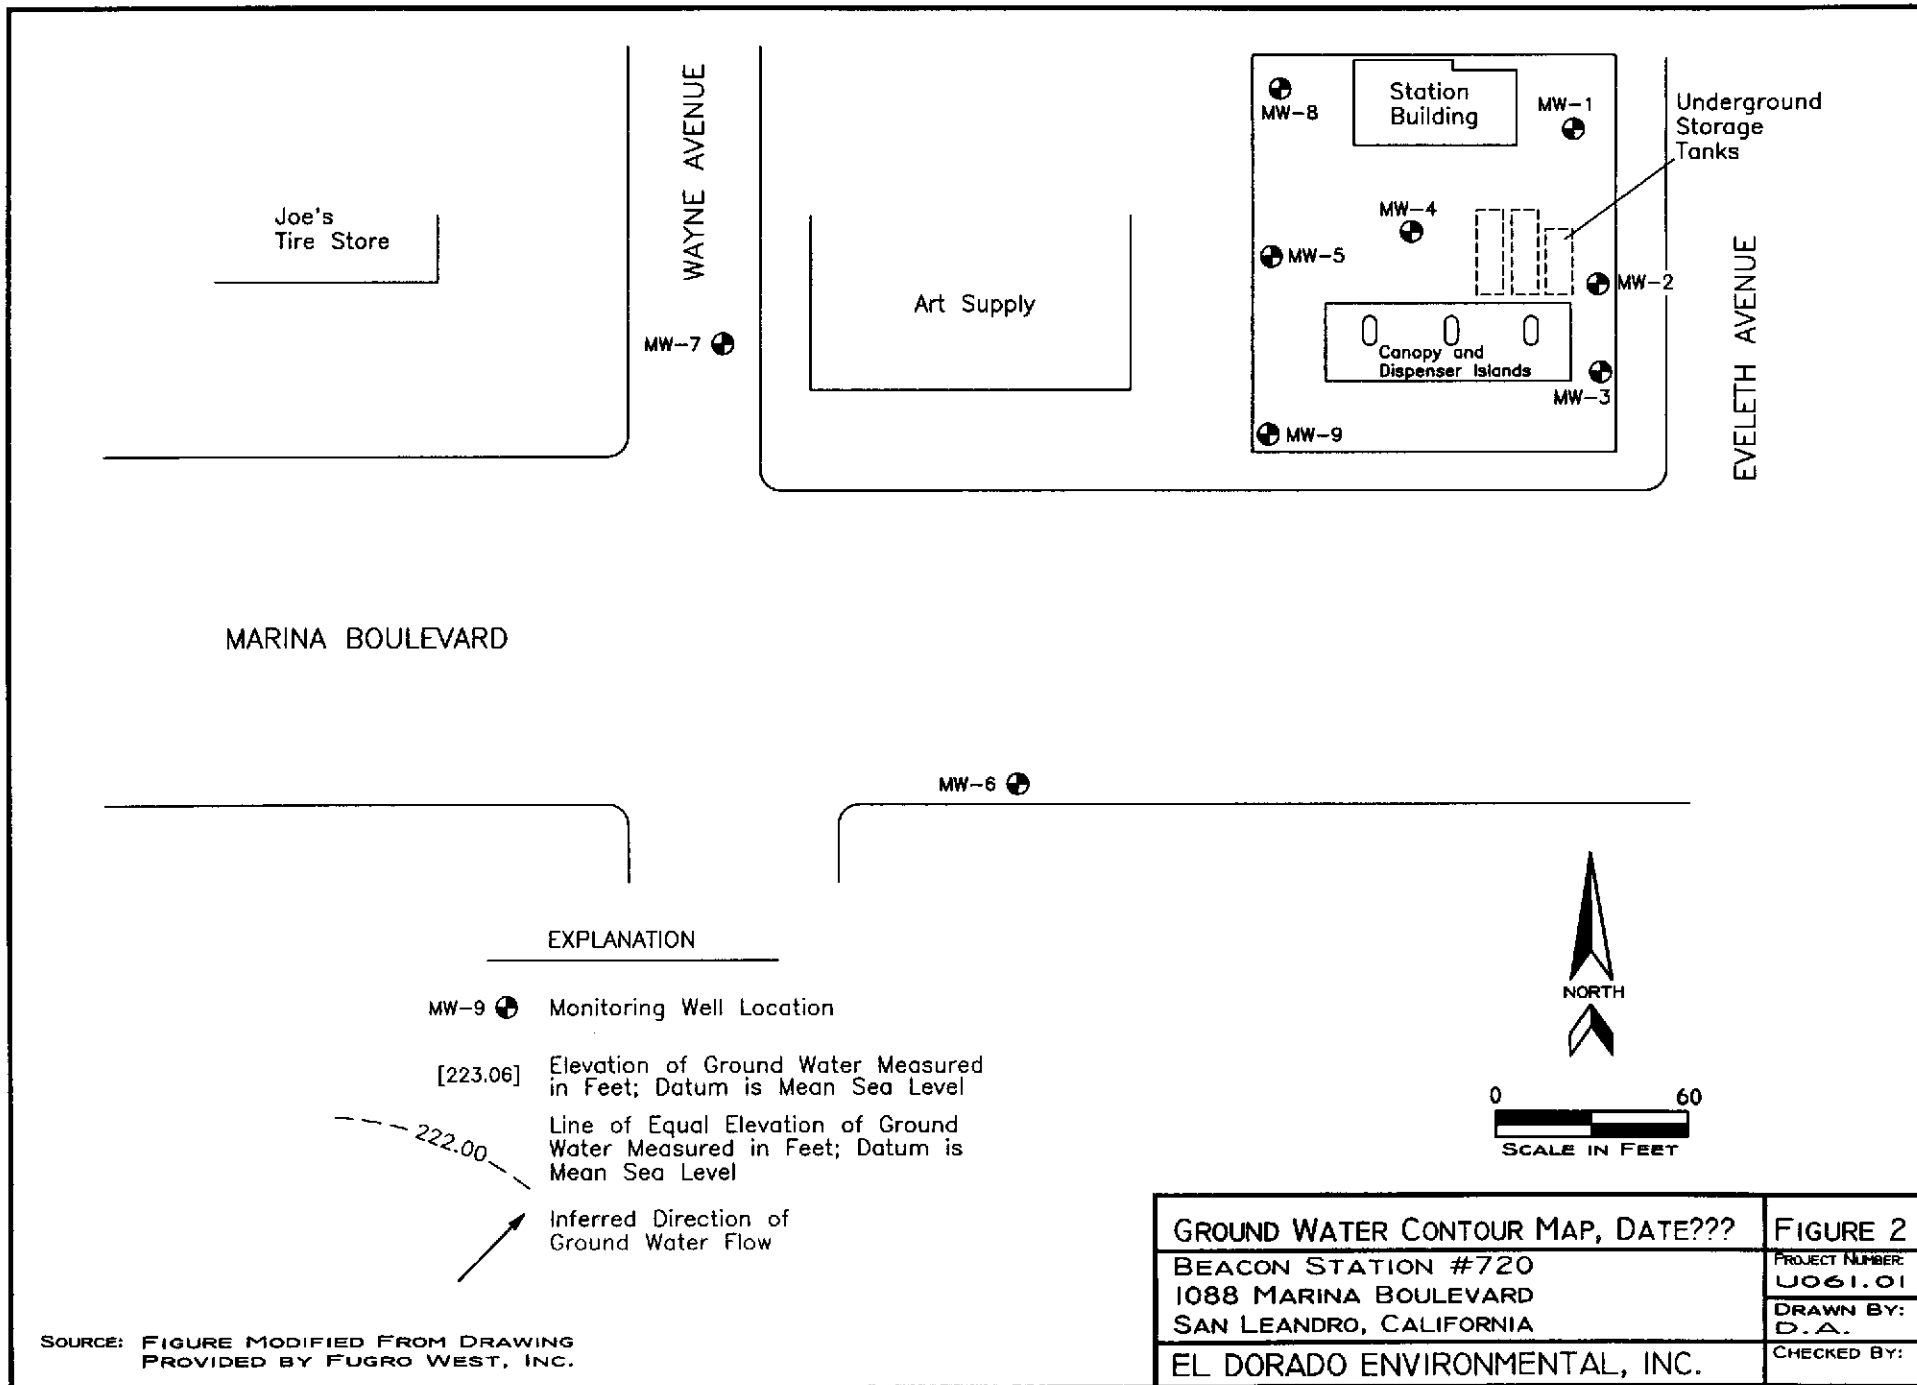 WAYNE AVENUE
MW-8
Station
Building
MW-1
Underground
Storage
Tanks
Joe's
Tire Store
MW-4
MW-5
MW-2
EVELETH AVENUE
Art Supply
MW-7
Canopy and
Dispenser Islands
MW-3
MW-9
MARINA BOULEVARD
MW-6
EXPLANATION
MW-9 Monitoring Well Location
[223.06] Elevation of Ground Water Measured
in Feet; Datum is Mean Sea Level
222.00 Line of Equal Elevation of Ground
Water Measured in Feet; Datum is
Mean Sea Level
Inferred Direction of
Ground Water Flow
NORTH
0 60
SCALE IN FEET
SOURCE: FIGURE MODIFIED FROM DRAWING
PROVIDED BY FUGRO WEST, INC.
GROUND WATER CONTOUR MAP, DATE???
FIGURE 2
BEACON STATION #720
1088 MARINA BOULEVARD
SAN LEANDRO, CALIFORNIA
PROJECT NUMBER:
U061.01
DRAWN BY:
D.A.
EL DORADO ENVIRONMENTAL, INC.
CHECKED BY: